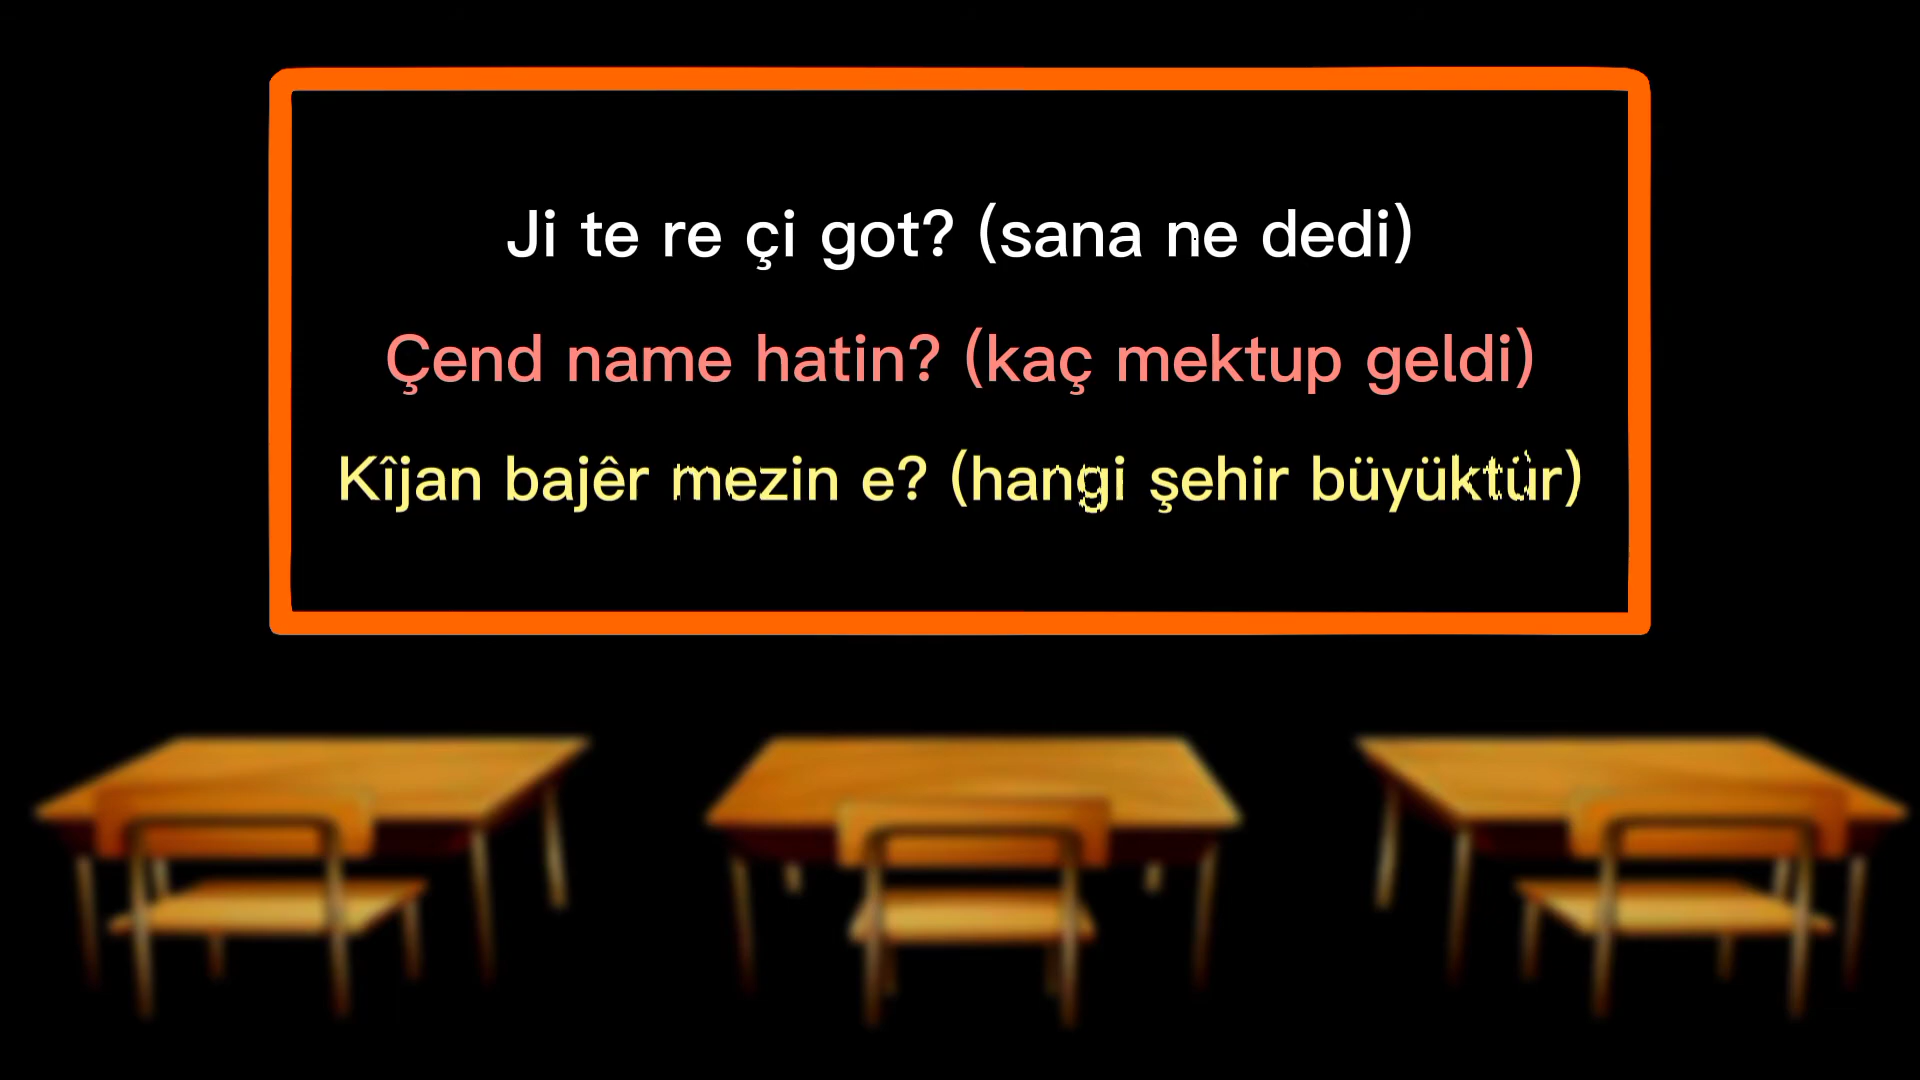 Ji te re çi got? (sana ne dedi)
Çend name hatin? (kaç mektup geldi)
Kîjan bajêr mezin e? (hangi şehir büyüktür)